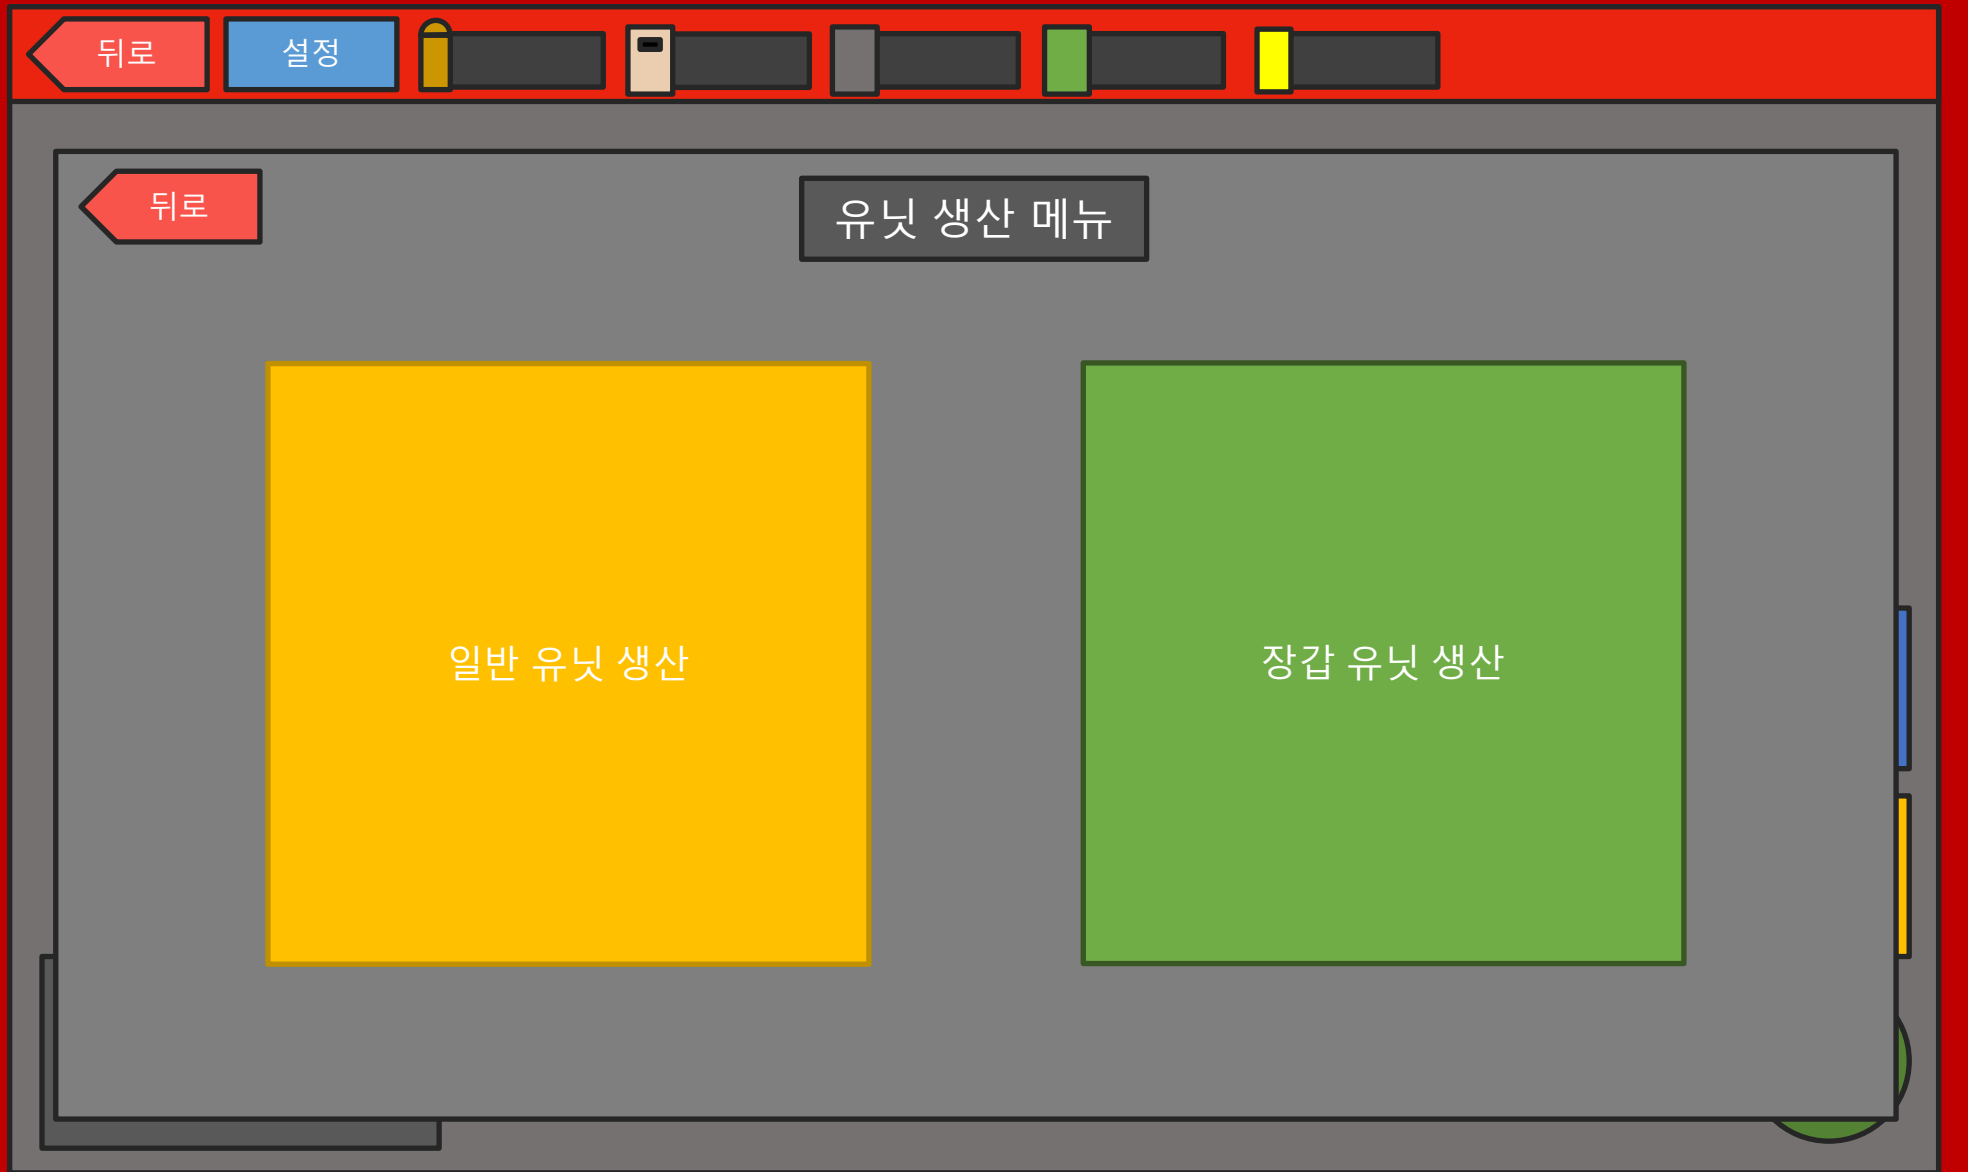 뒤로
설정
뒤로
유닛 생산 메뉴
일반 유닛 생산
장갑 유닛 생산